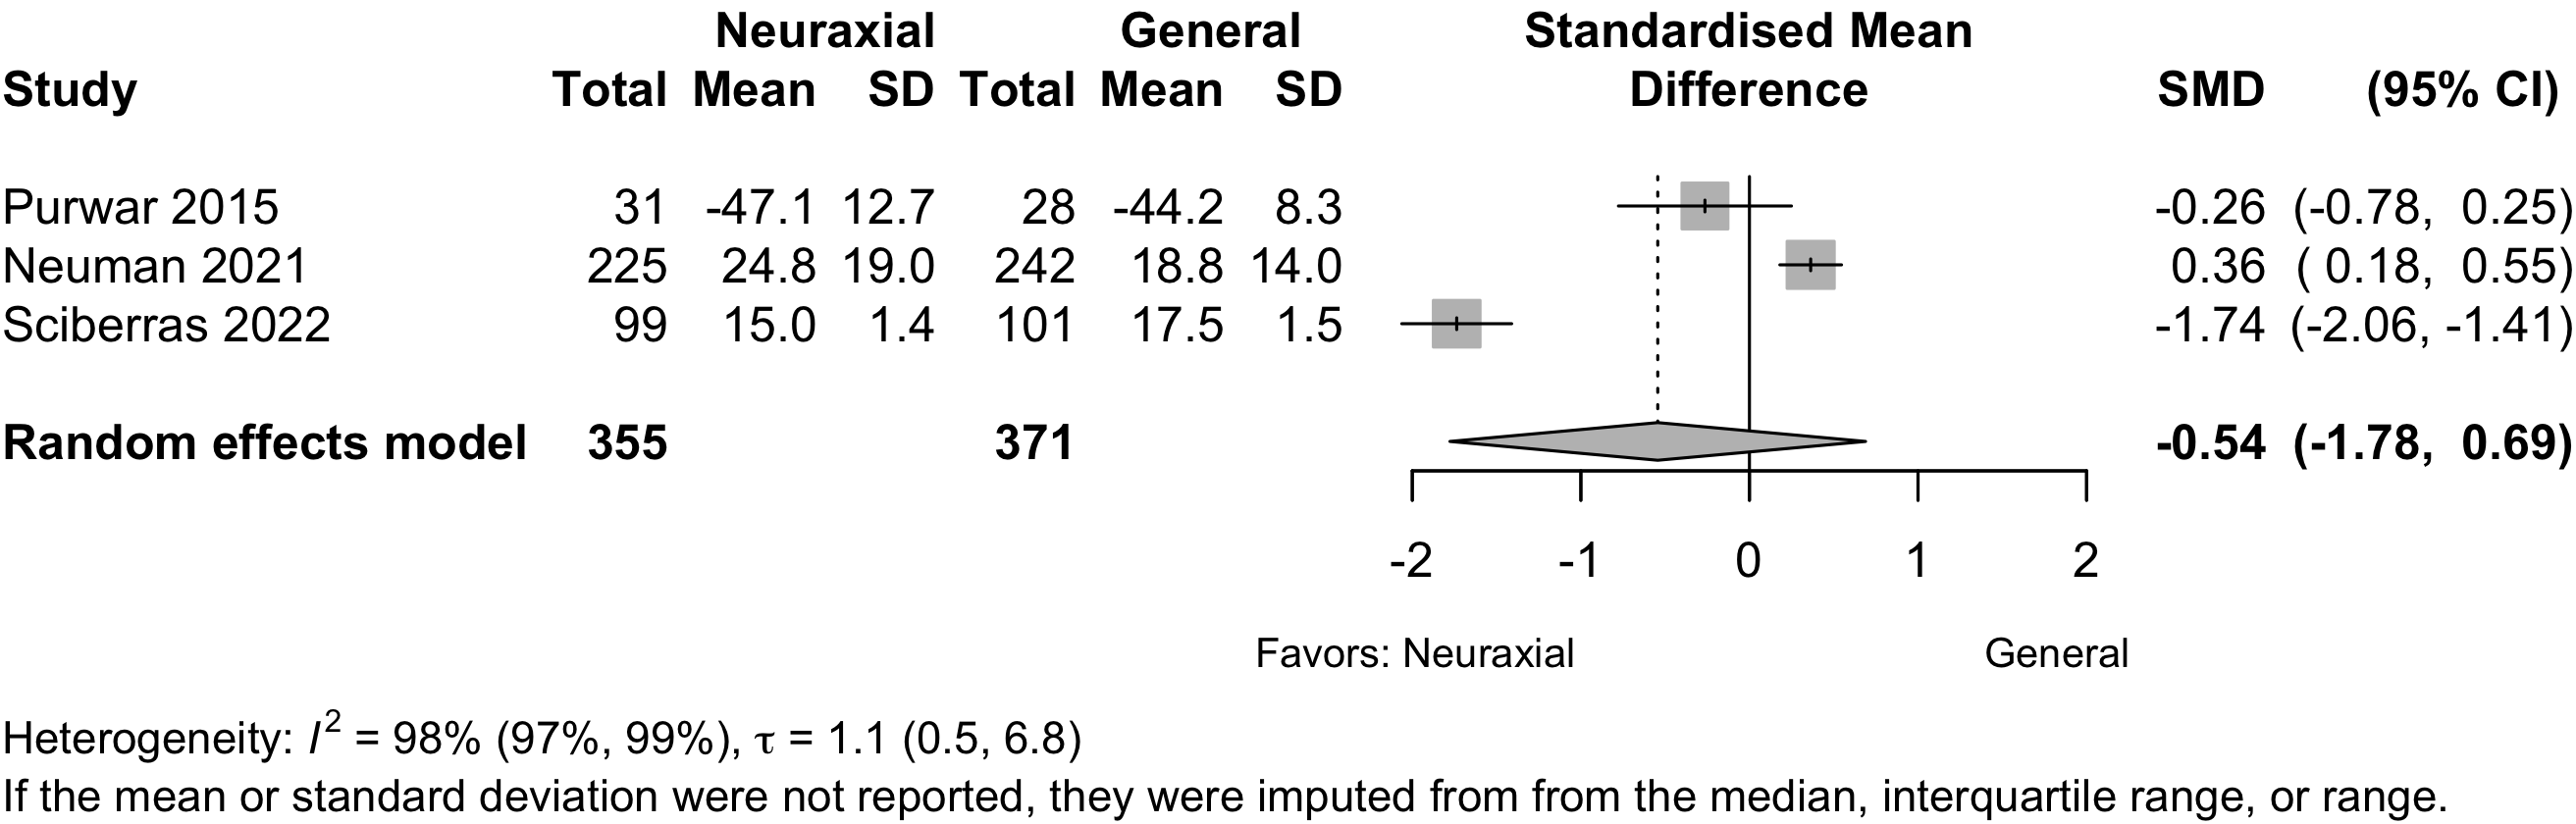 Neuraxial General Standardised Mean
Study Total Mean SD Total Mean SD Difference SMD (95% CI)
Purwar 2015 31 -47.1 12.7 28 -44.2 8.3 -0.26 (-0.78, 0.25)
Neuman 2021 225 24.8 19.0 242 18.8 14.0 0.36 ( 0.18, 0.55)
Sciberras 2022 99 15.0 1.4 101 17.5 1.5 -1.74 (-2.06, -1.41)
Random effects model 355 371 -0.54 (-1.78, 0.69)
-2 -1 0 1 2
Favors: Neuraxial General
Heterogeneity: I² = 98% (97%, 99%), τ = 1.1 (0.5, 6.8)
If the mean or standard deviation were not reported, they were imputed from from the median, interquartile range, or range.